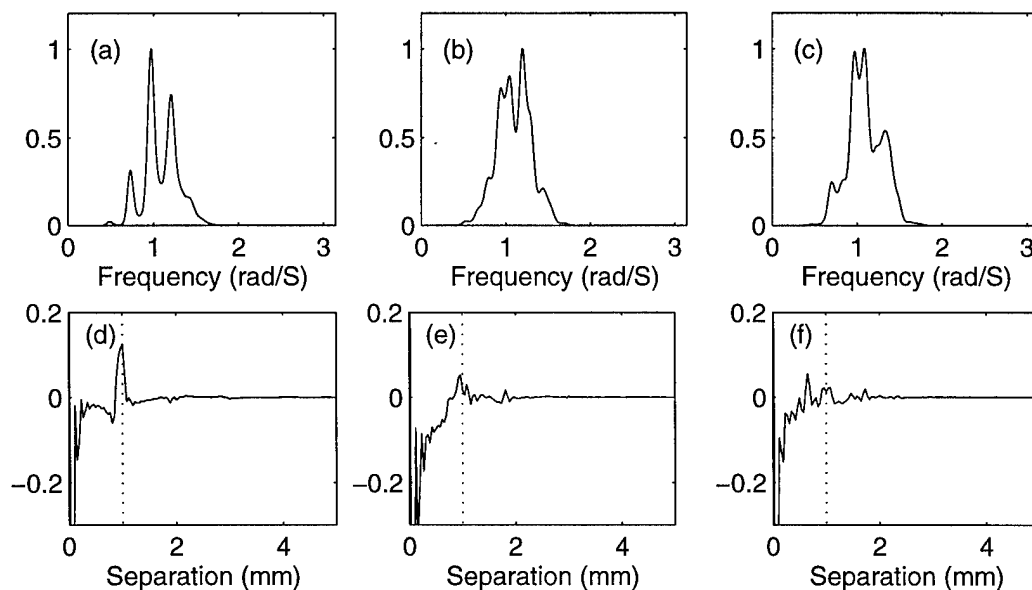 (a)
1
0.5
0
0 1 2 3
Frequency (rad/S)
(b)
1
0.5
0
0 1 2 3
Frequency (rad/S)
(c)
1
0.5
0
0 1 2 3
Frequency (rad/S)
(d)
0.2
0
−0.2
0 2 4
Separation (mm)
(e)
0.2
0
−0.2
0 2 4
Separation (mm)
(f)
0.2
0
−0.2
0 2 4
Separation (mm)